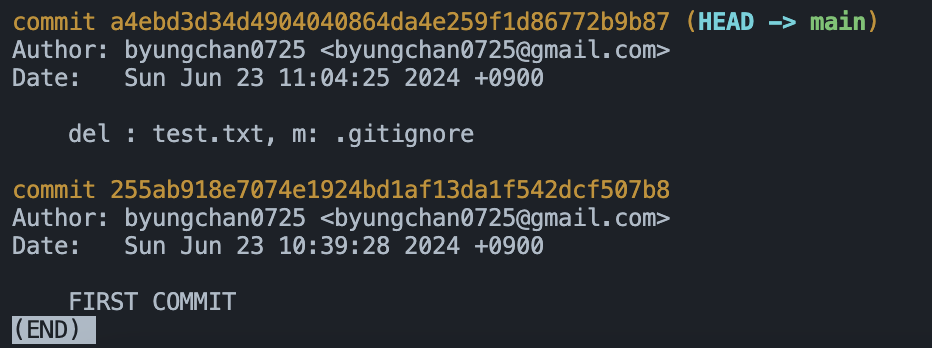 commit a4ebd3d34d4904040864da4e259f1d86772b9b87 (HEAD -> main)
Author: byungchan0725 <byungchan0725@gmail.com>
Date:   Sun Jun 23 11:04:25 2024 +0900
    del : test.txt, m: .gitignore
commit 255ab918e7074e1924bd1af13da1f542dcf507b8
Author: byungchan0725 <byungchan0725@gmail.com>
Date:   Sun Jun 23 10:39:28 2024 +0900
    FIRST COMMIT
(END)